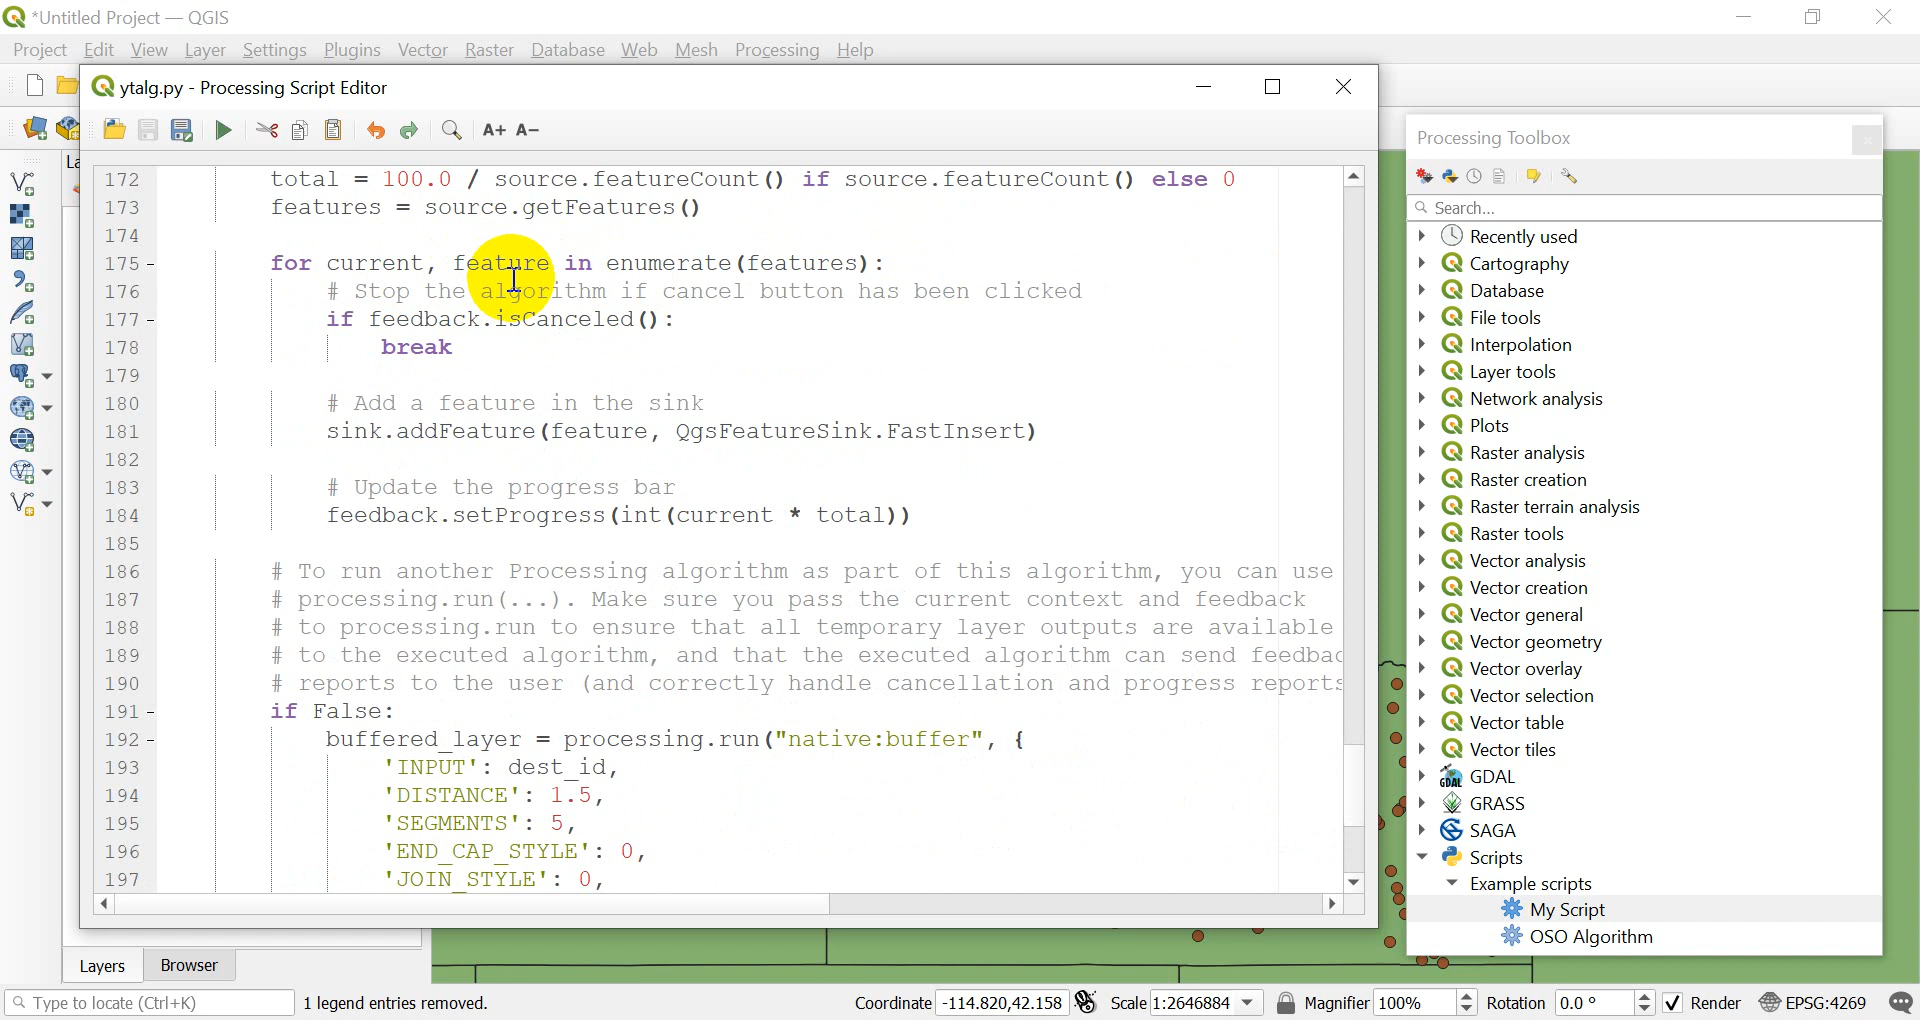 *Untitled Project — QGIS
Project Edit View Layer Settings Plugins Vector Raster Database Web Mesh Processing Help
ytalg.py - Processing Script Editor
A+ A-
172 total = 100.0 / source.featureCount() if source.featureCount() else 0
173 features = source.getFeatures()
174
175 - for current, feature in enumerate(features):
176 # Stop the algorithm if cancel button has been clicked
177 - if feedback.isCanceled():
178 break
179
180 # Add a feature in the sink
181 sink.addFeature(feature, QgsFeatureSink.FastInsert)
182
183 # Update the progress bar
184 feedback.setProgress(int(current * total))
185
186 # To run another Processing algorithm as part of this algorithm, you can use
187 # processing.run(...). Make sure you pass the current context and feedback
188 # to processing.run to ensure that all temporary layer outputs are available
189 # to the executed algorithm, and that the executed algorithm can send feedbac
190 # reports to the user (and correctly handle cancellation and progress reports
191 - if False:
192 - buffered_layer = processing.run("native:buffer", {
193 'INPUT': dest_id,
194 'DISTANCE': 1.5,
195 'SEGMENTS': 5,
196 'END_CAP_STYLE': 0,
197 'JOIN_STYLE': 0,
La
Processing Toolbox
Search...
Recently used
Cartography
Database
File tools
Interpolation
Layer tools
Network analysis
Plots
Raster analysis
Raster creation
Raster terrain analysis
Raster tools
Vector analysis
Vector creation
Vector general
Vector geometry
Vector overlay
Vector selection
Vector table
Vector tiles
GDAL GDAL
GRASS
SAGA
Scripts
Example scripts
My Script
OSO Algorithm
Layers Browser
Type to locate (Ctrl+K) 1 legend entries removed. Coordinate -114.820,42.158 Scale 1:2646884 Magnifier 100% Rotation 0.0 ° Render EPSG:4269